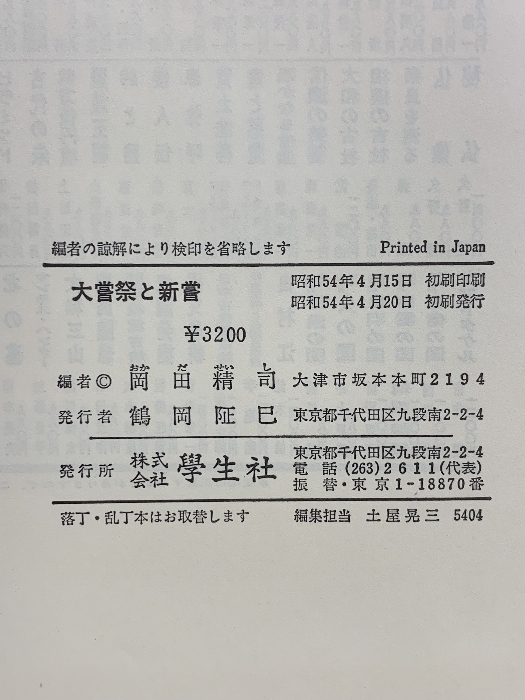 編者の諒解により検印を省略します Printed in Japan
大嘗祭と新嘗
昭和54年4月15日 初刷印刷
昭和54年4月20日 初刷発行
¥3200
編者© 岡田精司 大津市坂本本町2194
発行者 鶴岡阷巳 東京都千代田区九段南2-2-4
発行所 株式会社 學生社
東京都千代田区九段南2-2-4
電話(263)2611(代表)
振替・東京1-18870番
落丁・乱丁本はお取替します 編集担当 土屋晃三 5404